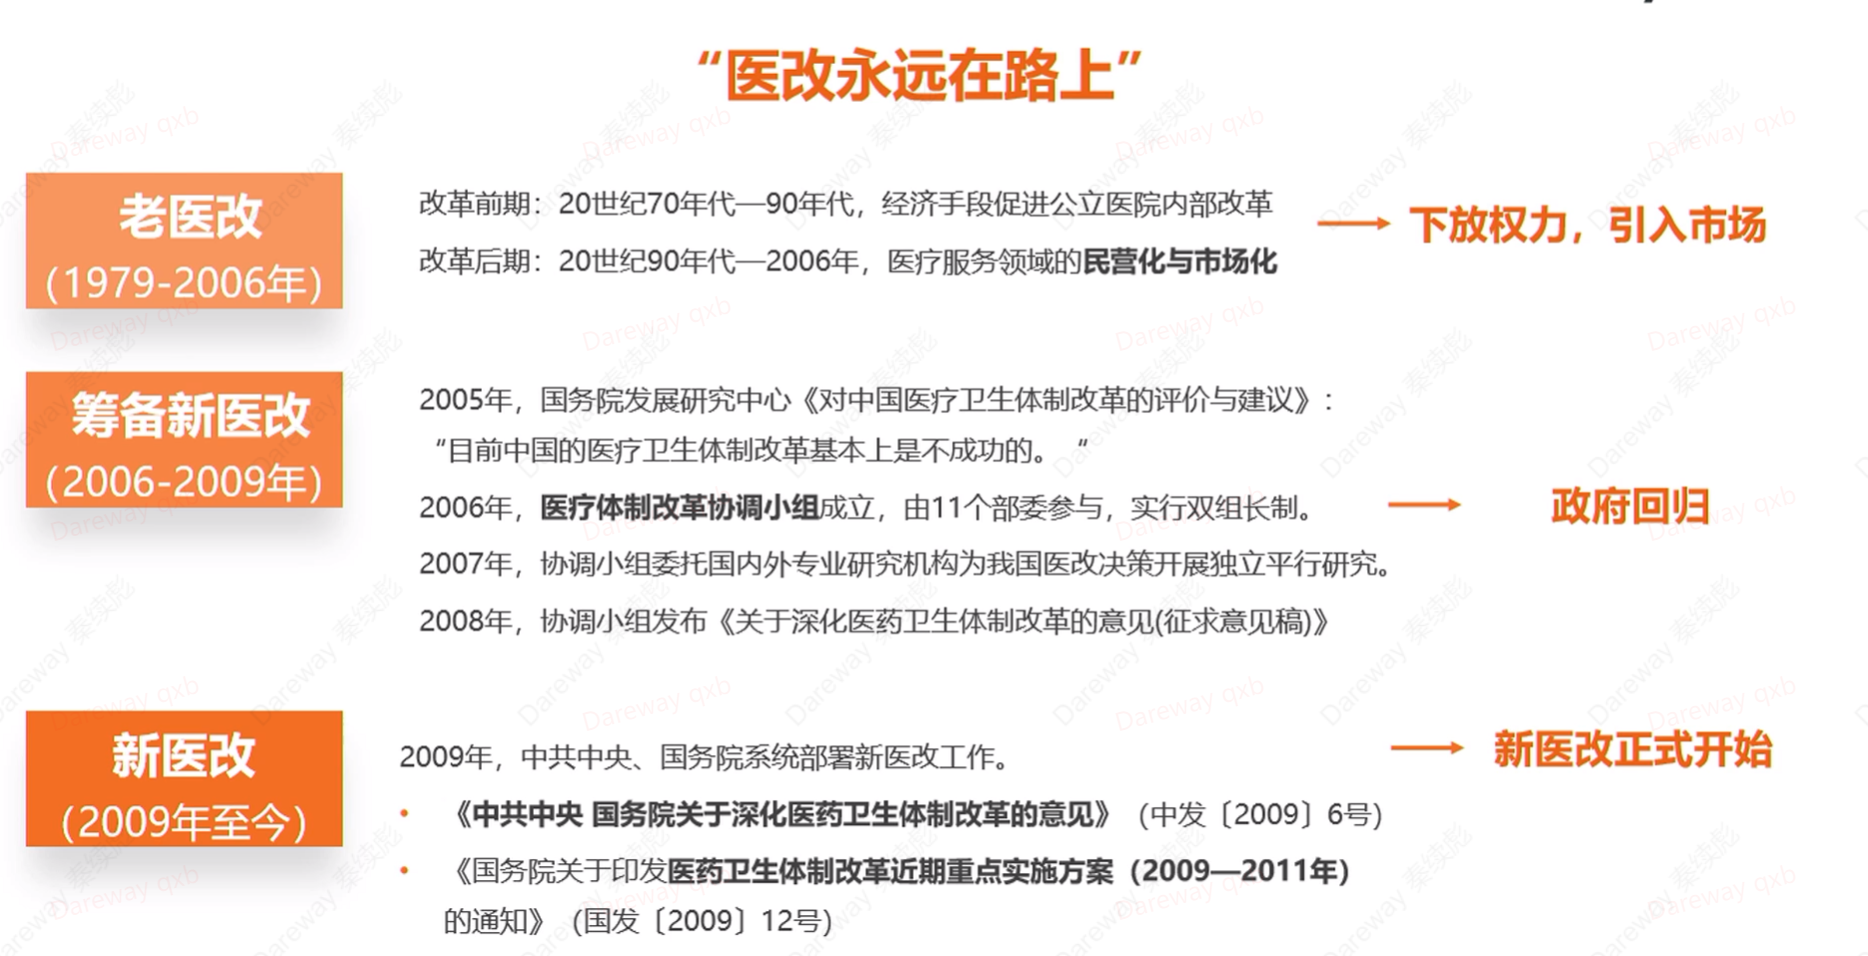 “医改永远在路上”
老医改
（1979-2006年）
改革前期：20世纪70年代—90年代，经济手段促进公立医院内部改革
改革后期：20世纪90年代—2006年，医疗服务领域的民营化与市场化
下放权力，引入市场
筹备新医改
（2006-2009年）
2005年，国务院发展研究中心《对中国医疗卫生体制改革的评价与建议》：
“目前中国的医疗卫生体制改革基本上是不成功的。 “
2006年，医疗体制改革协调小组成立，由11个部委参与，实行双组长制。
2007年，协调小组委托国内外专业研究机构为我国医改决策开展独立平行研究。
2008年，协调小组发布《关于深化医药卫生体制改革的意见(征求意见稿)》
政府回归
新医改
（2009年至今）
2009年，中共中央、国务院系统部署新医改工作。
• 《中共中央 国务院关于深化医药卫生体制改革的意见》（中发〔2009〕6号）
• 《国务院关于印发医药卫生体制改革近期重点实施方案（2009—2011年）
的通知》（国发〔2009〕12号）
新医改正式开始
Dareway 秦续彪
Dareway qxb